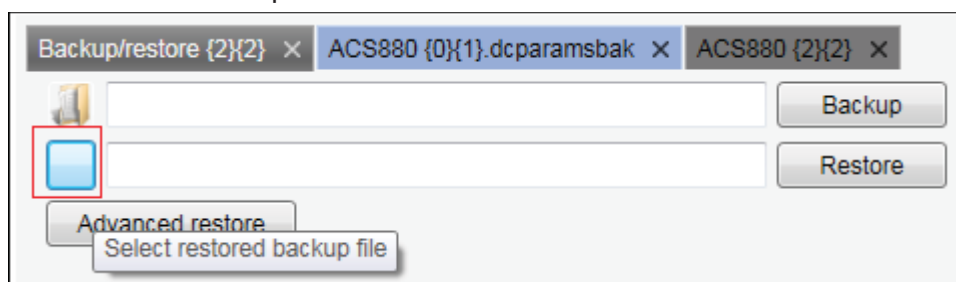 Backup/restore {2}{2} × ACS880 {0}{1}.dcparamsbak × ACS880 {2}{2} ×
Backup
Restore
Advanced restore
Select restored backup file